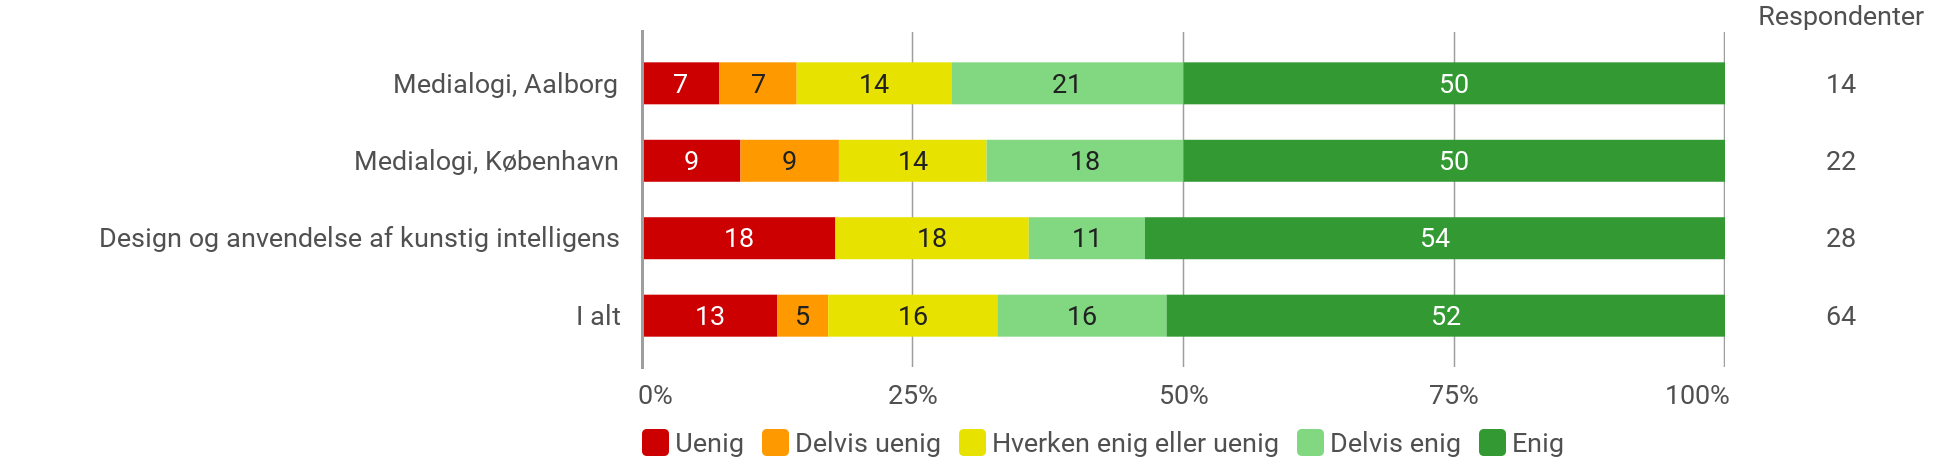 Respondenter
Medialogi, Aalborg 7 7 14 21 50 14
Medialogi, København 9 9 14 18 50 22
Design og anvendelse af kunstig intelligens 18 18 11 54 28
I alt 13 5 16 16 52 64
0% 25% 50% 75% 100%
Uenig Delvis uenig Hverken enig eller uenig Delvis enig Enig